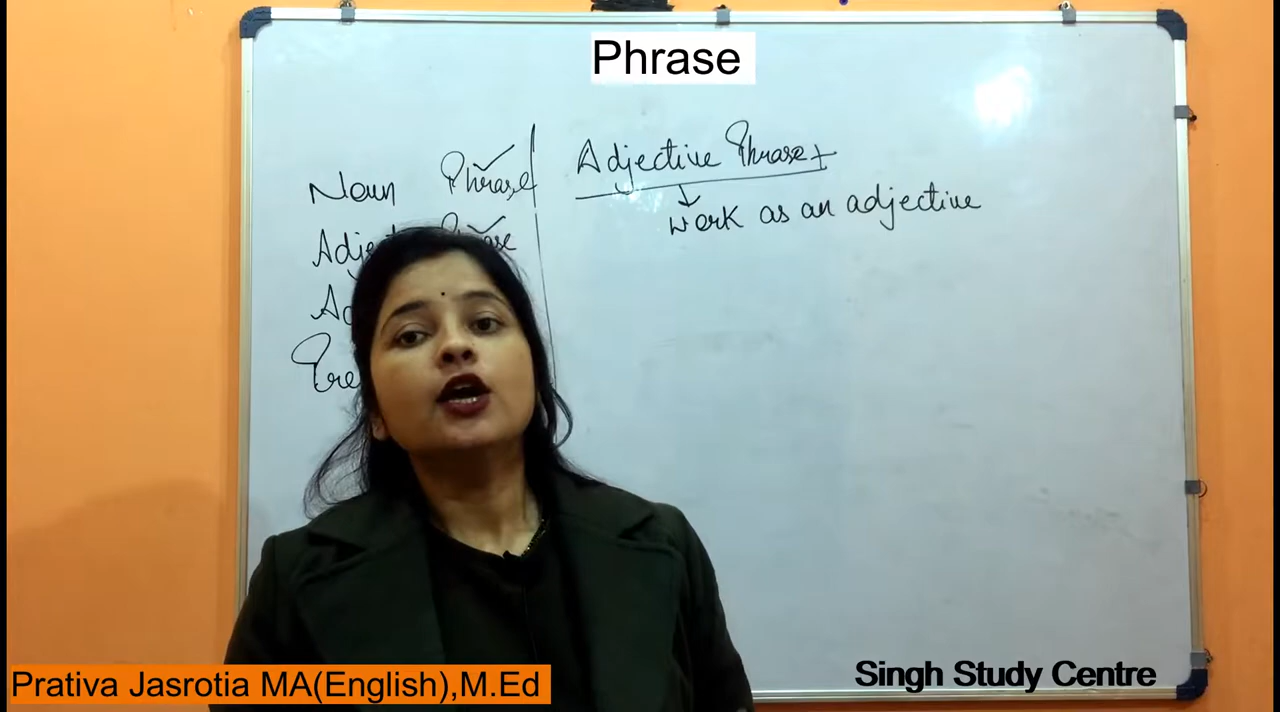 Phrase
Noun Phrase
Adjective Phrase
work as an adjective
Prativa Jasrotia MA(English),M.Ed
Singh Study Centre